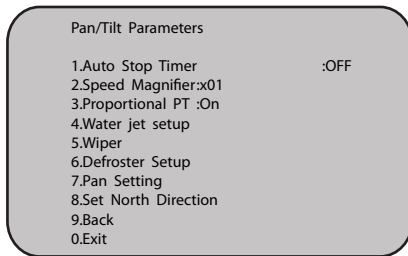 Pan/Tilt Parameters
1.Auto Stop Timer :OFF
2.Speed Magnifier:x01
3.Proportional PT :On
4.Water jet setup
5.Wiper
6.Defroster Setup
7.Pan Setting
8.Set North Direction
9.Back
0.Exit